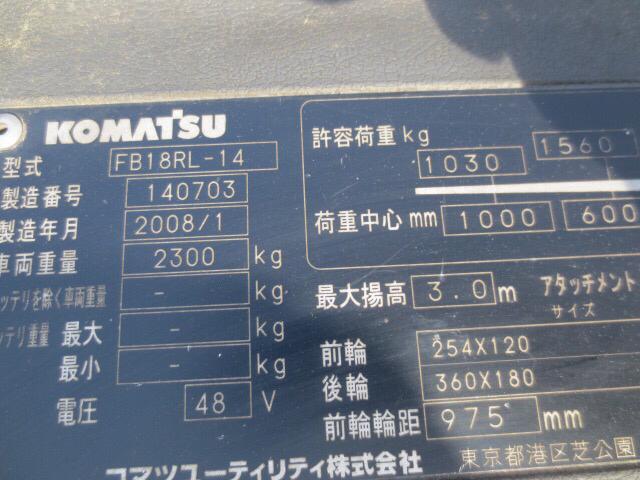 KOMATSU
型式 FB18RL-14
製造番号 140703
製造年月 2008/1
車両重量 2300 kg
ッテリを除く車両重量 - kg
ッテリ重量 最大 - kg
最小 - kg
電圧 48 V
コマツユーティリティ株式会社
許容荷重 kg 1030 1560
荷重中心 mm 1000 600
最大揚高 3.0 m アタッチメント
サイズ
前輪 254X120
後輪 360X180
前輪輪距 975 mm
東京都港区芝公園